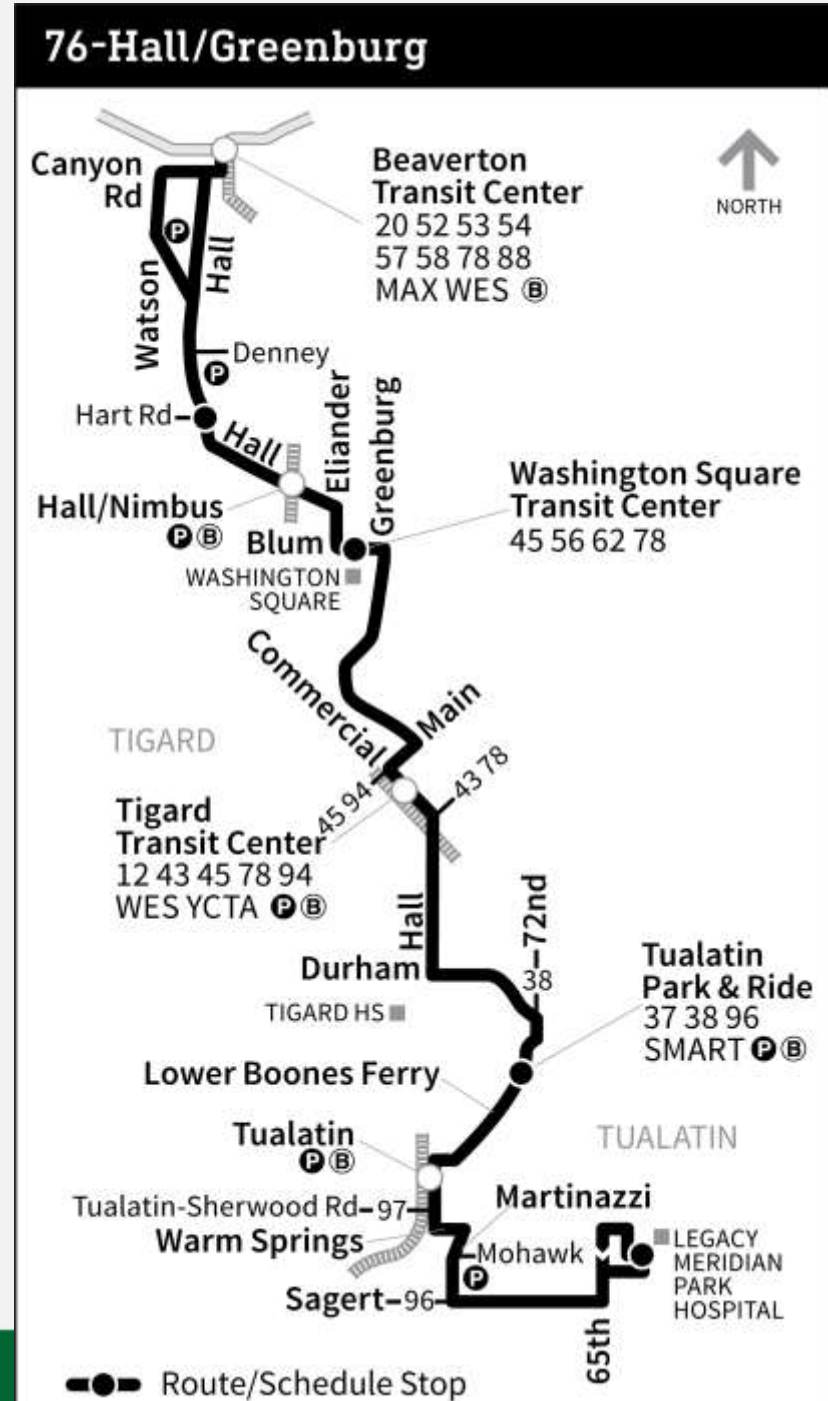 76-Hall/Greenburg
Canyon
Rd
Beaverton
Transit Center
20 52 53 54
57 58 78 88
MAX WES B
NORTH
P
Hall
Watson
Denney
P
Hart Rd
Hall
Eliander
Greenburg
Hall/Nimbus
P B
Blum
WASHINGTON
SQUARE
Washington Square
Transit Center
45 56 62 78
Commercial
Main
TIGARD
45 94
43 78
Tigard
Transit Center
12 43 45 78 94
WES YCTA P B
Hall
72nd
38
Durham
TIGARD HS
Tualatin
Park & Ride
37 38 96
SMART P B
Lower Boones Ferry
Tualatin
P B
TUALATIN
Tualatin-Sherwood Rd-97
Martinazzi
Warm Springs
Mohawk
P
LEGACY
MERIDIAN
PARK
HOSPITAL
Sagert-96
65th
Route/Schedule Stop